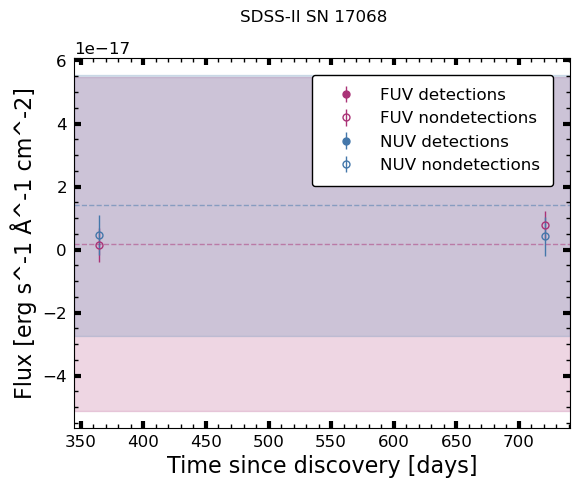 SDSS-II SN 17068
1e−17
6
4
2
0
−2
−4
Flux [erg s^-1 Å^-1 cm^-2]
FUV detections
FUV nondetections
NUV detections
NUV nondetections
350 400 450 500 550 600 650 700
Time since discovery [days]